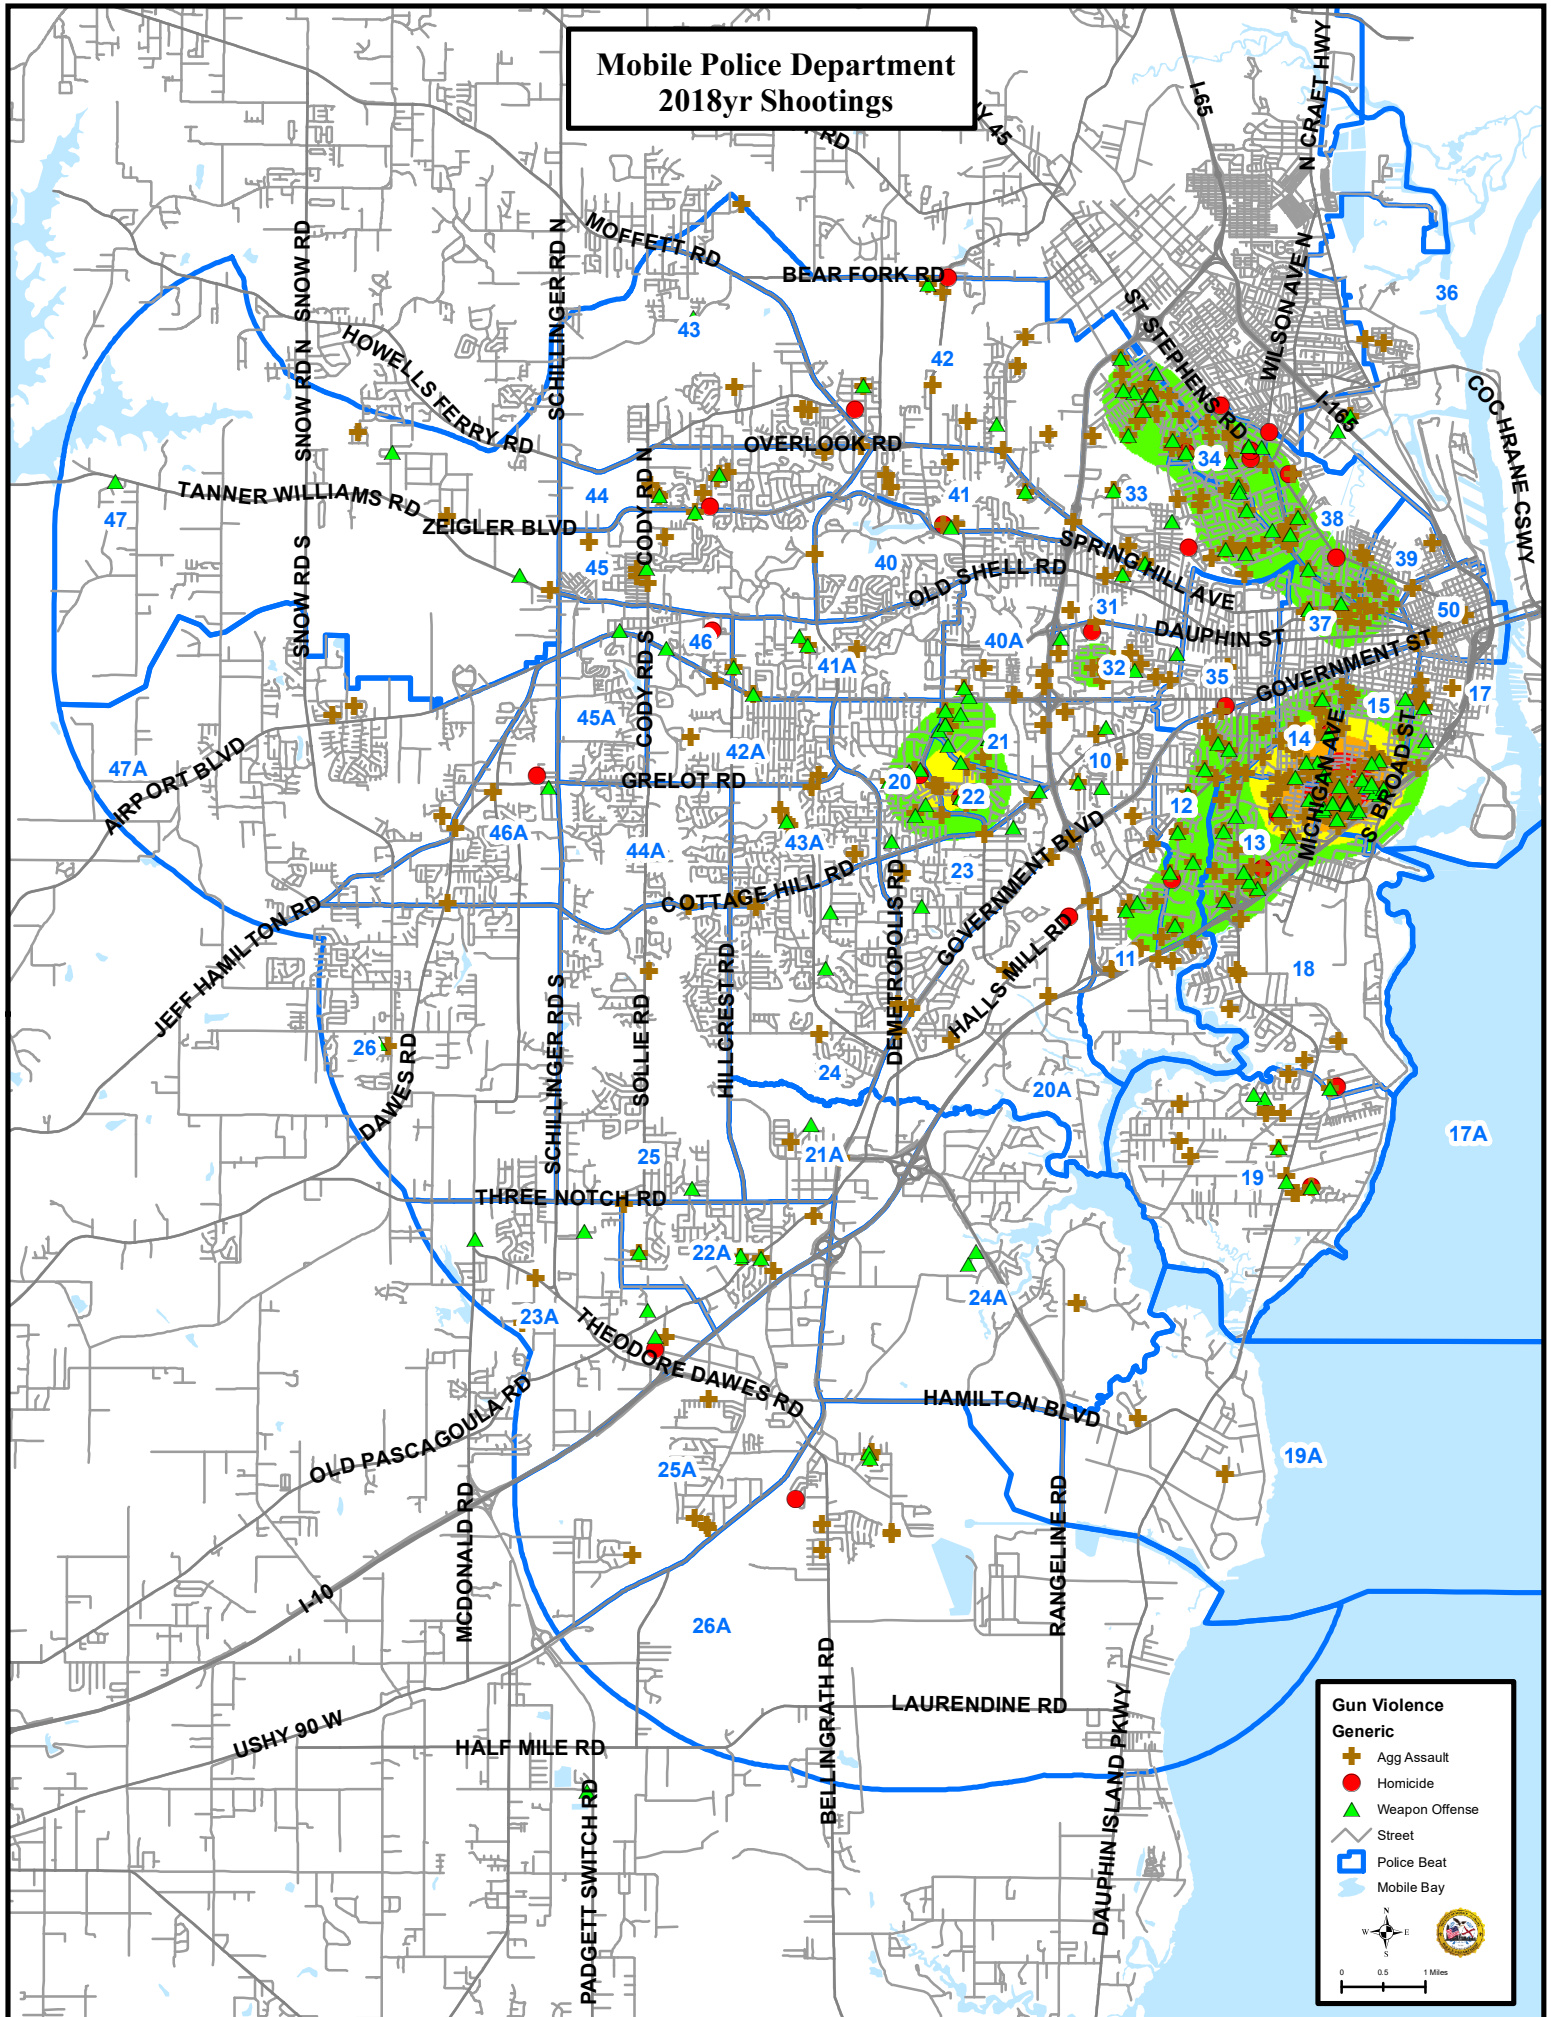 Mobile Police Department
2018yr Shootings
RD
Y 45
I-65
N CRAFT HWY
MOFFETT RD
BEAR FORK RD
SNOW RD
SNOW RD N
SCHILLINGER RD N
HOWELLS FERRY RD
ST STEPHENS RD
WILSON AVE N
I-165
COCHRANE CSWY
36
43
42
OVERLOOK RD
34
TANNER WILLIAMS RD
ZEIGLER BLVD
CODY RD N
47
44
41
33
38
39
SNOW RD S
45
40
OLD SHELL RD
SPRING HILL AVE
31
37
50
DAUPHIN ST
GOVERNMENT ST
46
41A
40A
32
35
CODY RD S
45A
42A
21
14
15
17
MICHIGAN AVE
S BROAD ST
47A
AIRPORT BLVD
GRELOT RD
20
22
10
12
46A
44A
43A
23
13
COTTAGE HILL RD
GOVERNMENT BLVD
JEFF HAMILTON RD
DEMETROPOLIS RD
HALLS MILL RD
11
18
26
DAWES RD
SCHILLINGER RD S
SOLLIE RD
HILLCREST RD
24
20A
17A
25
21A
19
THREE NOTCH RD
22A
24A
23A
THEODORE DAWES RD
HAMILTON BLVD
OLD PASCAGOULA RD
25A
19A
MCDONALD RD
RANGELINE RD
I-10
26A
BELLINGRATH RD
LAURENDINE RD
USHY 90 W
HALF MILE RD
PADGETT SWITCH RD
DAUPHIN ISLAND PKWY
Gun Violence
Generic
Agg Assault
Homicide
Weapon Offense
Street
Police Beat
Mobile Bay
N
W E
S
0 0.5 1 Miles